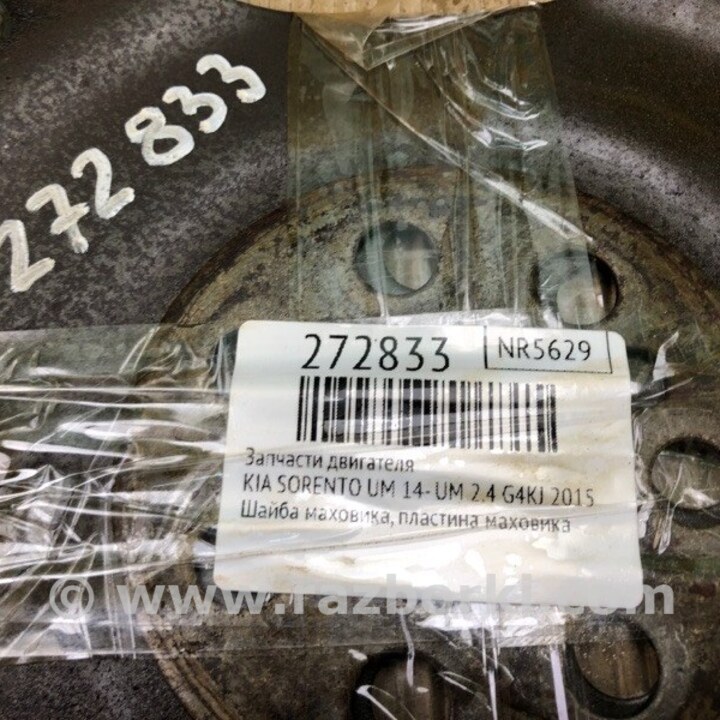 272833
272833
NR5629
Запчасти двигателя
KIA SORENTO UM 14- UM 2.4 G4KJ 2015
Шайба маховика, пластина маховика